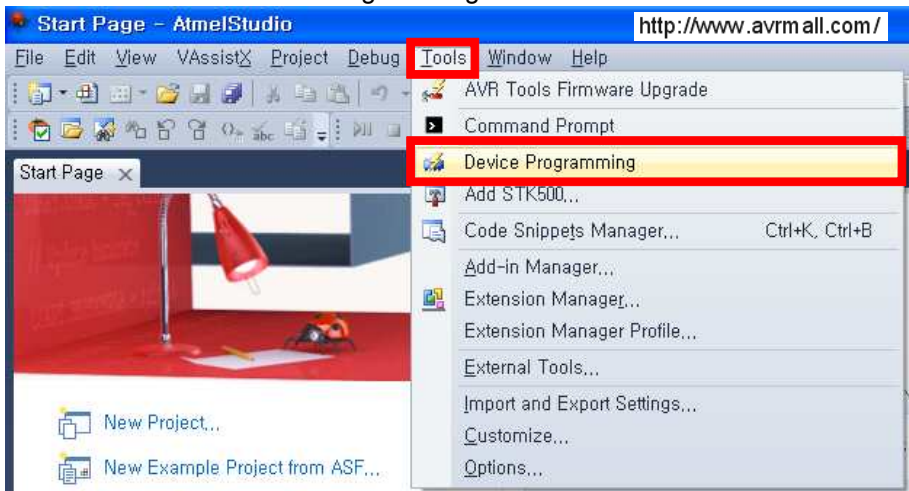 Start Page - AtmelStudio
http://www.avrmall.com/
File Edit View VAssistX Project Debug Tools Window Help
AVR Tools Firmware Upgrade
Command Prompt
Start Page
Device Programming
Add STK500...
Code Snippets Manager... Ctrl+K, Ctrl+B
Add-in Manager...
Extension Manager...
Extension Manager Profile...
External Tools...
Import and Export Settings...
New Project...
Customize...
New Example Project from ASF...
Options...